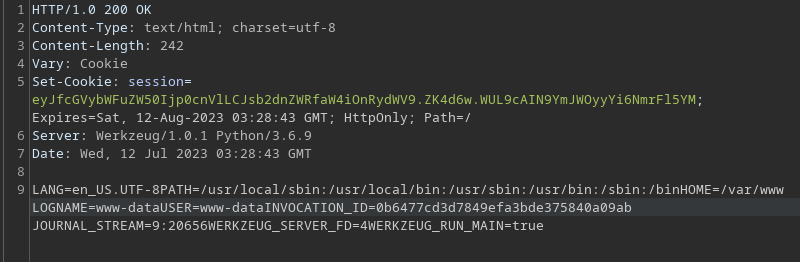 1 HTTP/1.0 200 OK
2 Content-Type: text/html; charset=utf-8
3 Content-Length: 242
4 Vary: Cookie
5 Set-Cookie: session=
eyJfcGVybWFuZW50Ijp0cnVlLCJsb2dnZWRfaW4iOnRydWV9.ZK4d6w.WUL9cAIN9YmJWOyyYi6NmrFl5YM;
Expires=Sat, 12-Aug-2023 03:28:43 GMT; HttpOnly; Path=/
6 Server: Werkzeug/1.0.1 Python/3.6.9
7 Date: Wed, 12 Jul 2023 03:28:43 GMT
8
9 LANG=en_US.UTF-8PATH=/usr/local/sbin:/usr/local/bin:/usr/sbin:/usr/bin:/sbin:/binHOME=/var/www
LOGNAME=www-dataUSER=www-dataINVOCATION_ID=0b6477cd3d7849efa3bde375840a09ab
JOURNAL_STREAM=9:20656WERKZEUG_SERVER_FD=4WERKZEUG_RUN_MAIN=true